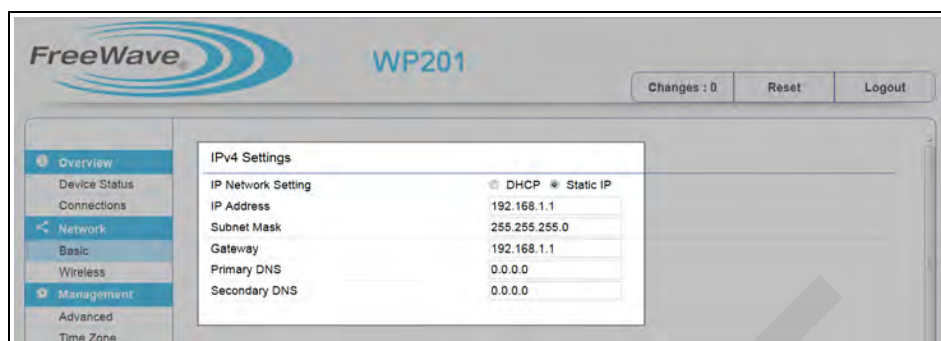 FreeWave®
WP201
Changes : 0
Reset
Logout
Overview
Device Status
Connections
Network
Basic
Wireless
Management
Advanced
Time Zone
IPv4 Settings
IP Network Setting DHCP Static IP
IP Address 192.168.1.1
Subnet Mask 255.255.255.0
Gateway 192.168.1.1
Primary DNS 0.0.0.0
Secondary DNS 0.0.0.0